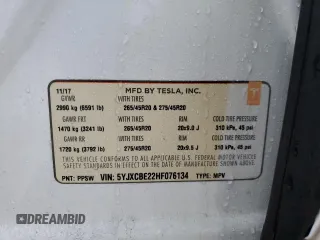 11/17 MFD BY TESLA, INC.
GVWR WITH TIRES
2990 kg (6591 lb) 265/45R20 & 275/45R20
GAWR FRT WITH TIRES RIMS COLD TIRE PRESSURE
1470 kg (3241 lb) 265/45R20 20x9.0 J 310 kPa, 45 psi
GAWR RR WITH TIRES RIMS COLD TIRE PRESSURE
1720 kg (3792 lb) 275/45R20 20x9.5 J 310 kPa, 45 psi
THIS VEHICLE CONFORMS TO ALL APPLICABLE U.S. FEDERAL MOTOR VEHICLE
SAFETY STANDARDS IN EFFECT ON THE DATE OF MANUFACTURE SHOWN ABOVE.
PNT: PPSW VIN: 5YJXCBE22HF076134 TYPE: MPV
DREAMBID